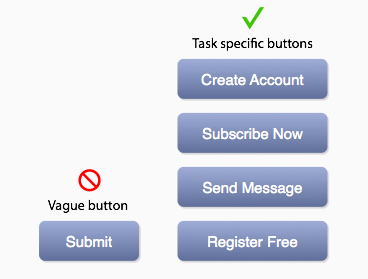 Task specific buttons
Create Account
Subscribe Now
Send Message
Vague button
Submit
Register Free